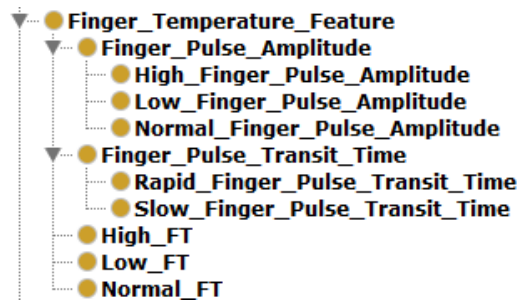 Finger_Temperature_Feature
Finger_Pulse_Amplitude
High_Finger_Pulse_Amplitude
Low_Finger_Pulse_Amplitude
Normal_Finger_Pulse_Amplitude
Finger_Pulse_Transit_Time
Rapid_Finger_Pulse_Transit_Time
Slow_Finger_Pulse_Transit_Time
High_FT
Low_FT
Normal_FT